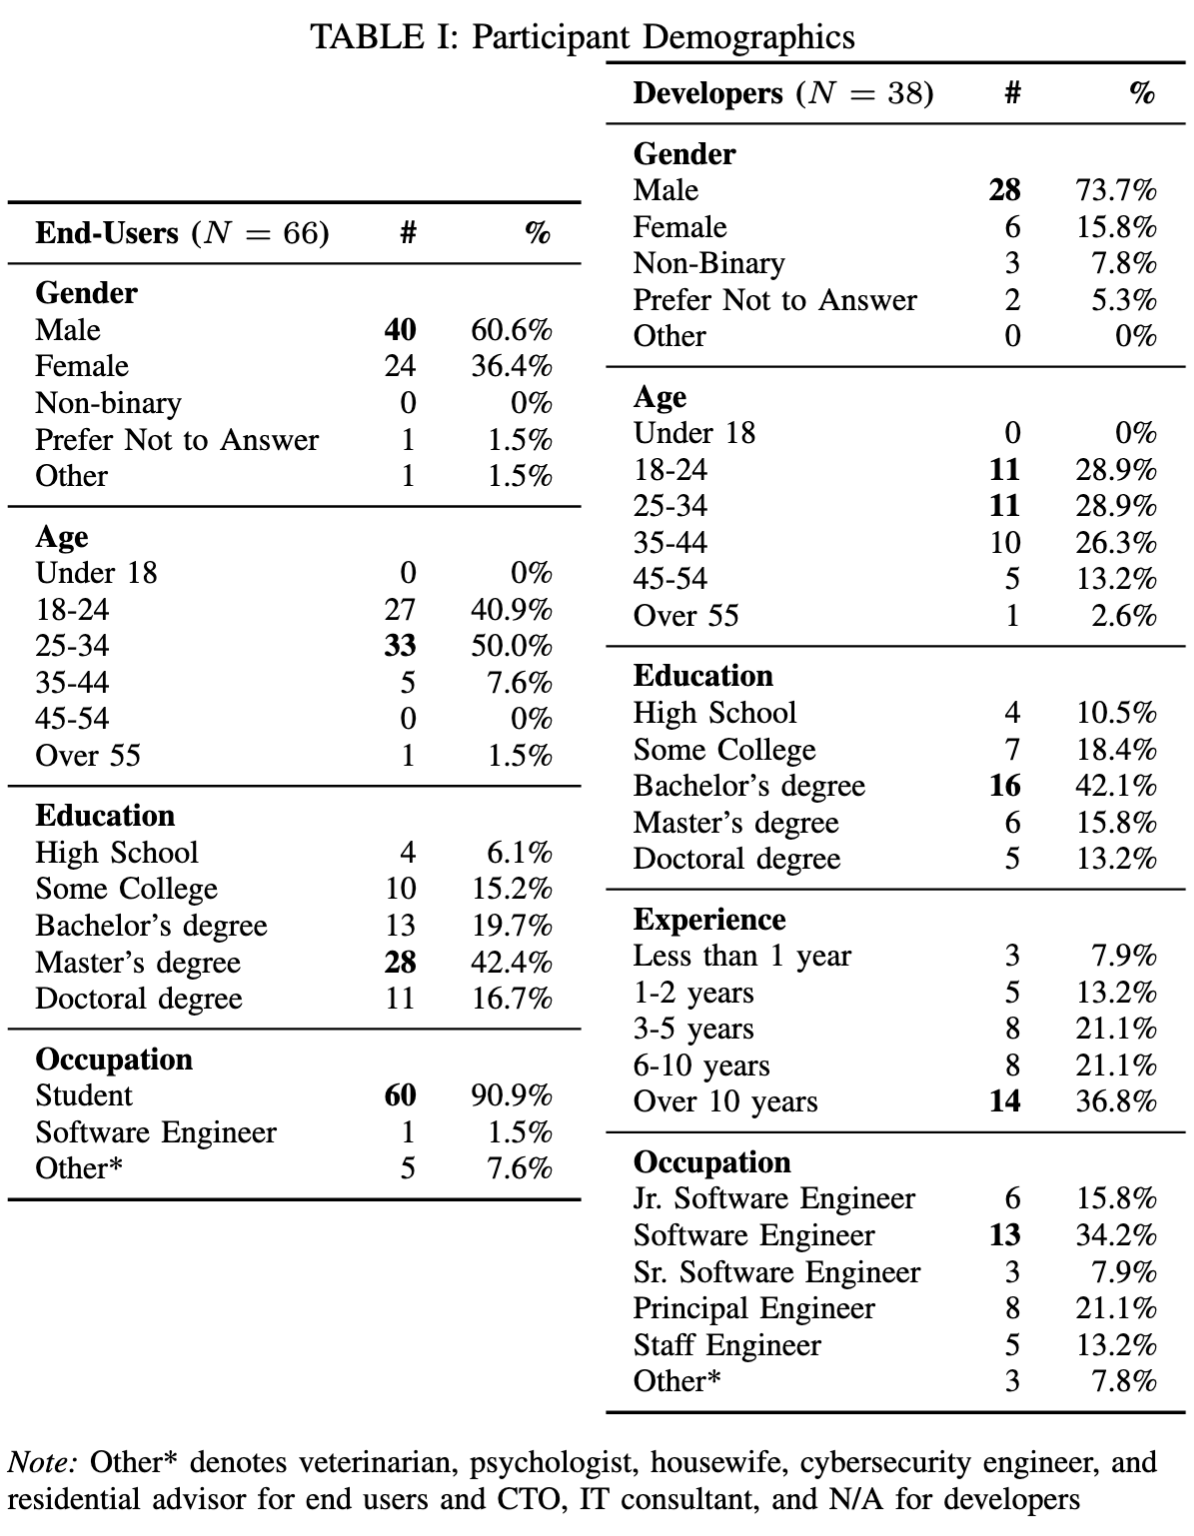 TABLE I: Participant Demographics
End-Users (N = 66) # %
Gender
Male 40 60.6%
Female 24 36.4%
Non-binary 0 0%
Prefer Not to Answer 1 1.5%
Other 1 1.5%
Age
Under 18 0 0%
18-24 27 40.9%
25-34 33 50.0%
35-44 5 7.6%
45-54 0 0%
Over 55 1 1.5%
Education
High School 4 6.1%
Some College 10 15.2%
Bachelor’s degree 13 19.7%
Master’s degree 28 42.4%
Doctoral degree 11 16.7%
Occupation
Student 60 90.9%
Software Engineer 1 1.5%
Other* 5 7.6%
Developers (N = 38) # %
Gender
Male 28 73.7%
Female 6 15.8%
Non-Binary 3 7.8%
Prefer Not to Answer 2 5.3%
Other 0 0%
Age
Under 18 0 0%
18-24 11 28.9%
25-34 11 28.9%
35-44 10 26.3%
45-54 5 13.2%
Over 55 1 2.6%
Education
High School 4 10.5%
Some College 7 18.4%
Bachelor’s degree 16 42.1%
Master’s degree 6 15.8%
Doctoral degree 5 13.2%
Experience
Less than 1 year 3 7.9%
1-2 years 5 13.2%
3-5 years 8 21.1%
6-10 years 8 21.1%
Over 10 years 14 36.8%
Occupation
Jr. Software Engineer 6 15.8%
Software Engineer 13 34.2%
Sr. Software Engineer 3 7.9%
Principal Engineer 8 21.1%
Staff Engineer 5 13.2%
Other* 3 7.8%
Note: Other* denotes veterinarian, psychologist, housewife, cybersecurity engineer, and
residential advisor for end users and CTO, IT consultant, and N/A for developers